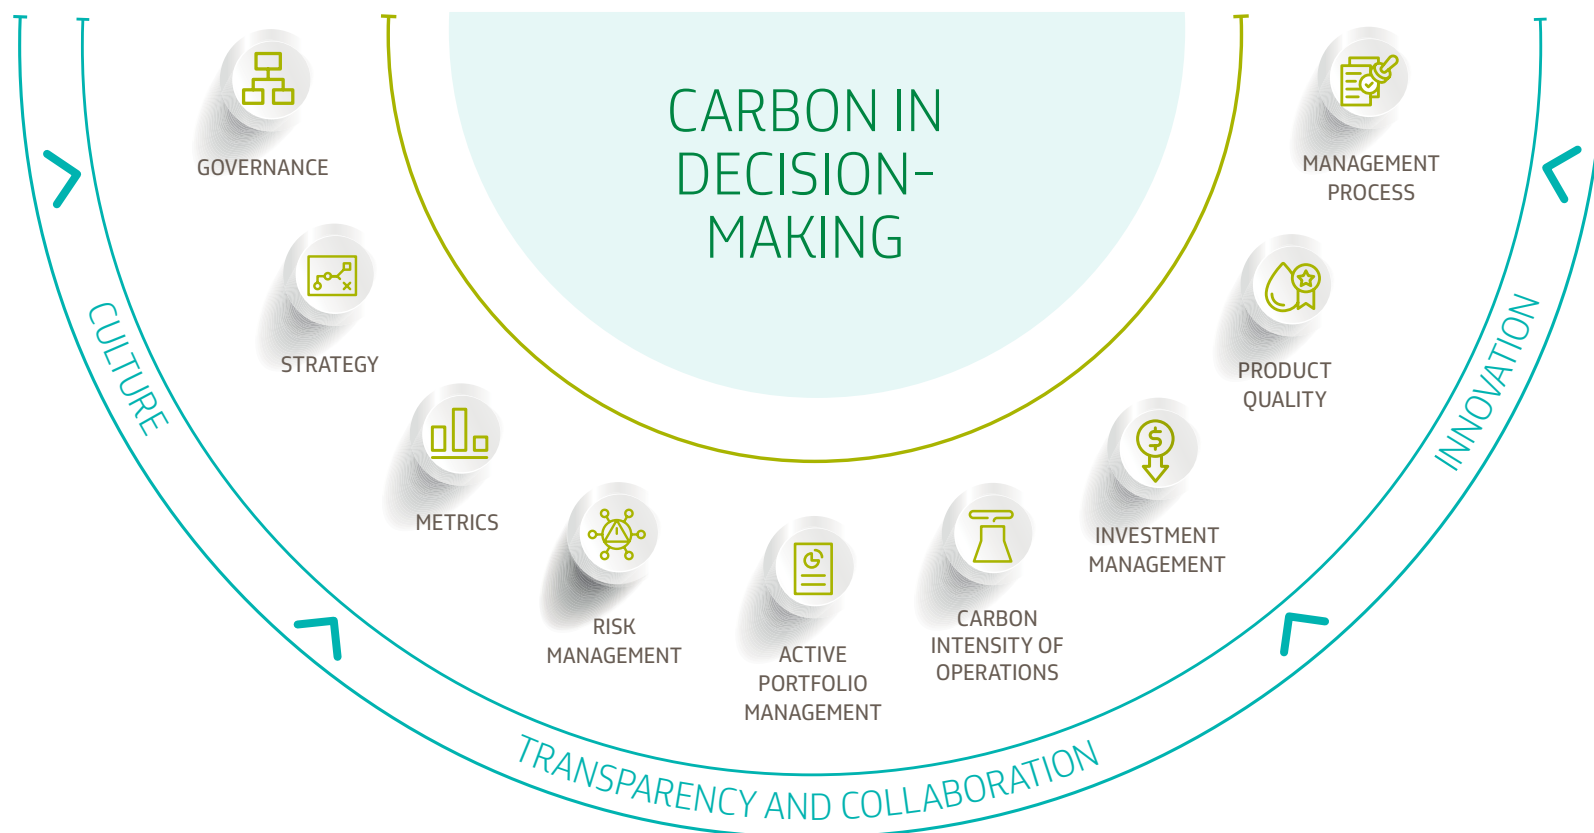 CARBON IN
DECISION-
MAKING
GOVERNANCE
STRATEGY
METRICS
RISK
MANAGEMENT
ACTIVE
PORTFOLIO
MANAGEMENT
CARBON
INTENSITY OF
OPERATIONS
INVESTMENT
MANAGEMENT
PRODUCT
QUALITY
MANAGEMENT
PROCESS
CULTURE
TRANSPARENCY AND COLLABORATION
INNOVATION